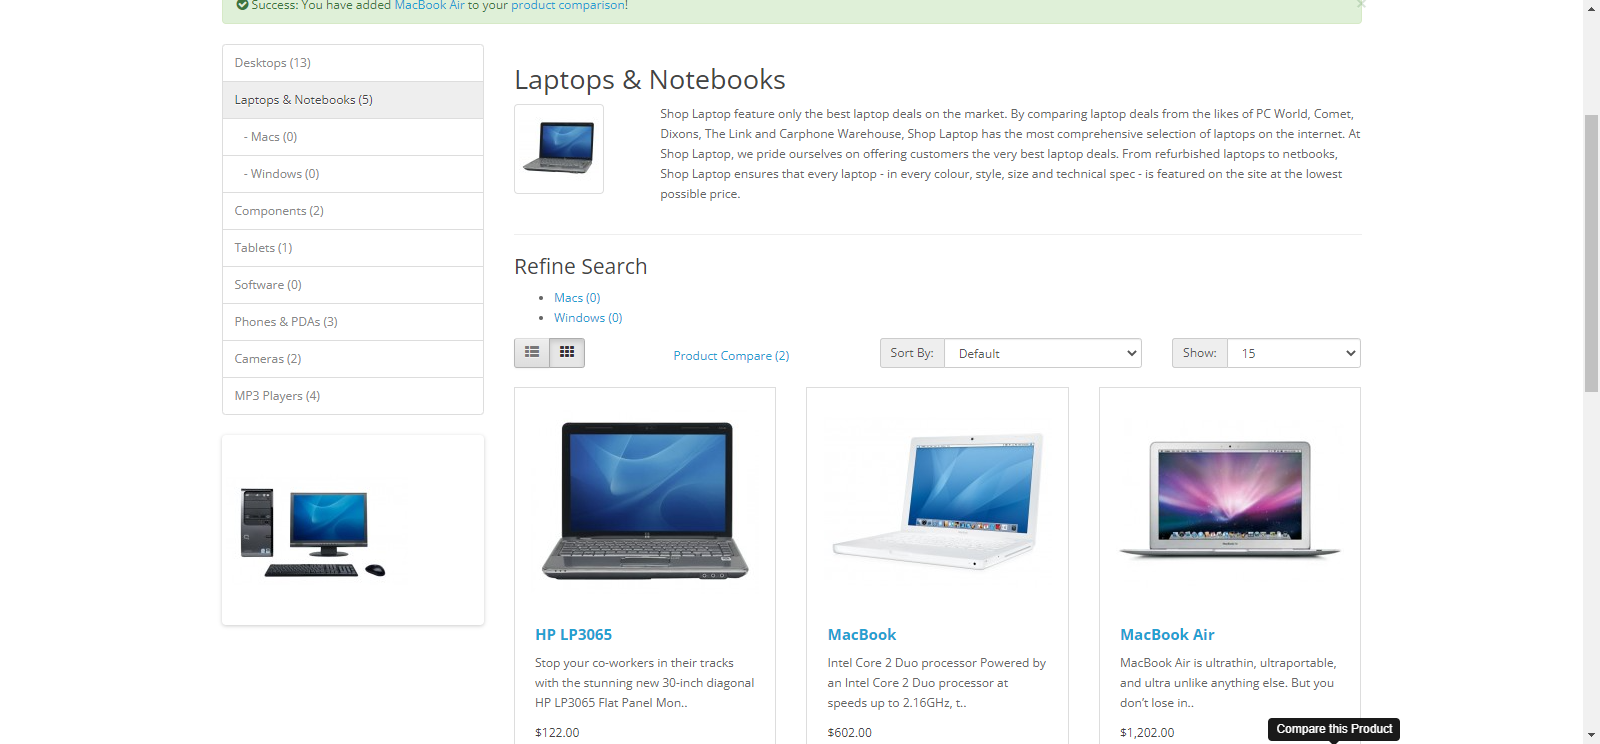 Success: You have added MacBook Air to your product comparison!
×
Desktops (13)
Laptops & Notebooks (5)
- Macs (0)
- Windows (0)
Components (2)
Tablets (1)
Software (0)
Phones & PDAs (3)
Cameras (2)
MP3 Players (4)
Laptops & Notebooks
Shop Laptop feature only the best laptop deals on the market. By comparing laptop deals from the likes of PC World, Comet,
Dixons, The Link and Carphone Warehouse, Shop Laptop has the most comprehensive selection of laptops on the internet. At
Shop Laptop, we pride ourselves on offering customers the very best laptop deals. From refurbished laptops to netbooks,
Shop Laptop ensures that every laptop - in every colour, style, size and technical spec - is featured on the site at the lowest
possible price.
Refine Search
Macs (0)
Windows (0)
Product Compare (2)
Sort By: Default
Show: 15
HP LP3065
Stop your co-workers in their tracks
with the stunning new 30-inch diagonal
HP LP3065 Flat Panel Mon..
$122.00
MacBook
Intel Core 2 Duo processor Powered by
an Intel Core 2 Duo processor at
speeds up to 2.16GHz, t..
$602.00
MacBook Air
MacBook Air is ultrathin, ultraportable,
and ultra unlike anything else. But you
don’t lose in..
$1,202.00
Compare this Product